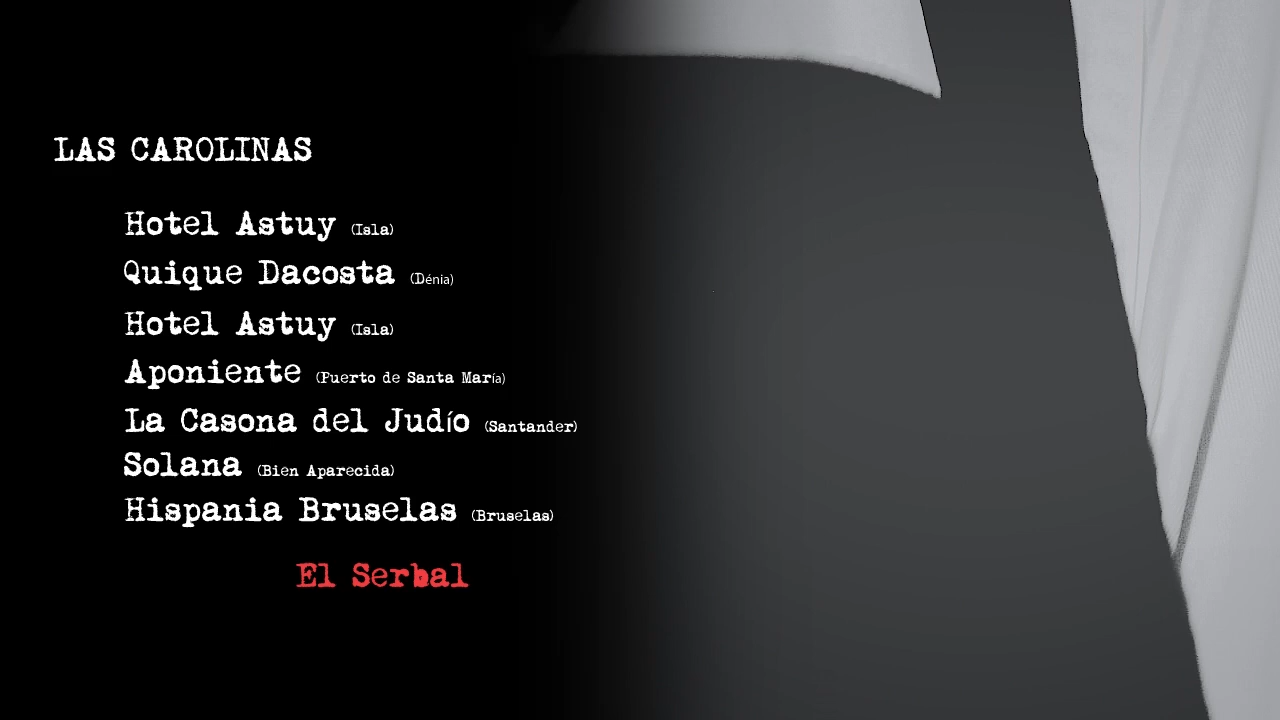 LAS CAROLINAS
Hotel Astuy (Isla)
Quique Dacosta (Dénia)
Hotel Astuy (Isla)
Aponiente (Puerto de Santa María)
La Casona del Judío (Santander)
Solana (Bien Aparecida)
Hispania Bruselas (Bruselas)
El Serbal